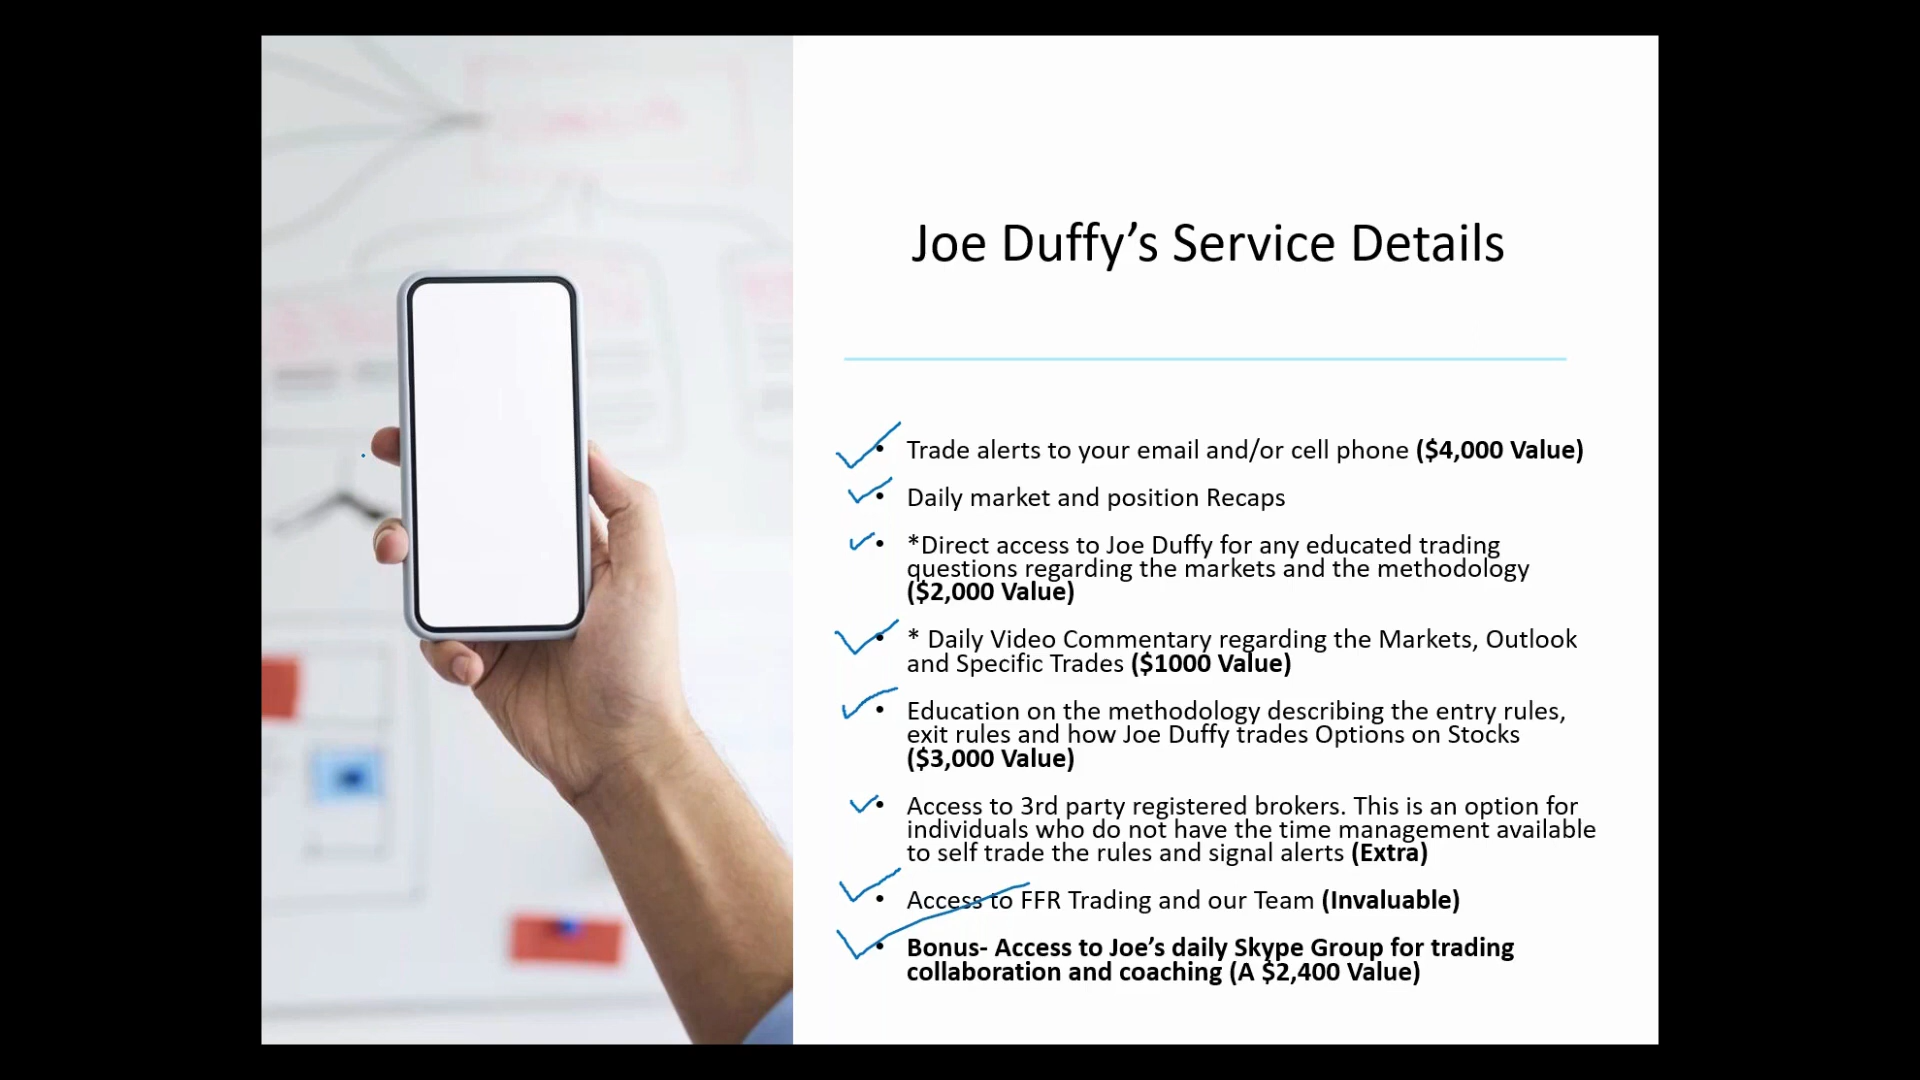 Joe Duffy’s Service Details
• Trade alerts to your email and/or cell phone ($4,000 Value)
• Daily market and position Recaps
• *Direct access to Joe Duffy for any educated trading
questions regarding the markets and the methodology
($2,000 Value)
• * Daily Video Commentary regarding the Markets, Outlook
and Specific Trades ($1000 Value)
• Education on the methodology describing the entry rules,
exit rules and how Joe Duffy trades Options on Stocks
($3,000 Value)
• Access to 3rd party registered brokers. This is an option for
individuals who do not have the time management available
to self trade the rules and signal alerts (Extra)
• Access to FFR Trading and our Team (Invaluable)
• Bonus- Access to Joe’s daily Skype Group for trading
collaboration and coaching (A $2,400 Value)